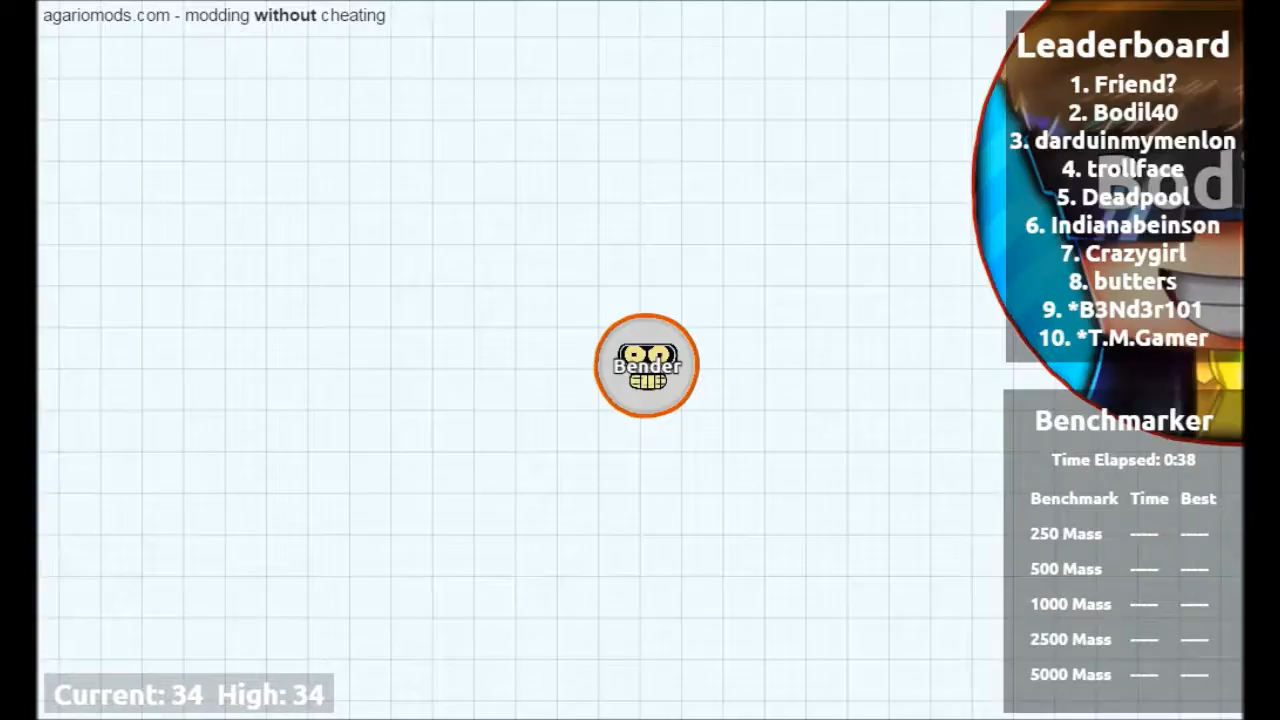 agariomods.com - modding without cheating
Leaderboard
1. Friend?
2. Bodil40
3. darduinmymenlon
4. trollface
5. Deadpool
6. Indianabeinson
7. Crazygirl
8. butters
9. *B3Nd3r101
10. *T.M.Gamer
Bodi
Bender
Benchmarker
Time Elapsed: 0:38
Benchmark Time Best
250 Mass ---- ----
500 Mass ---- ----
1000 Mass ---- ----
2500 Mass ---- ----
5000 Mass ---- ----
Current: 34 High: 34